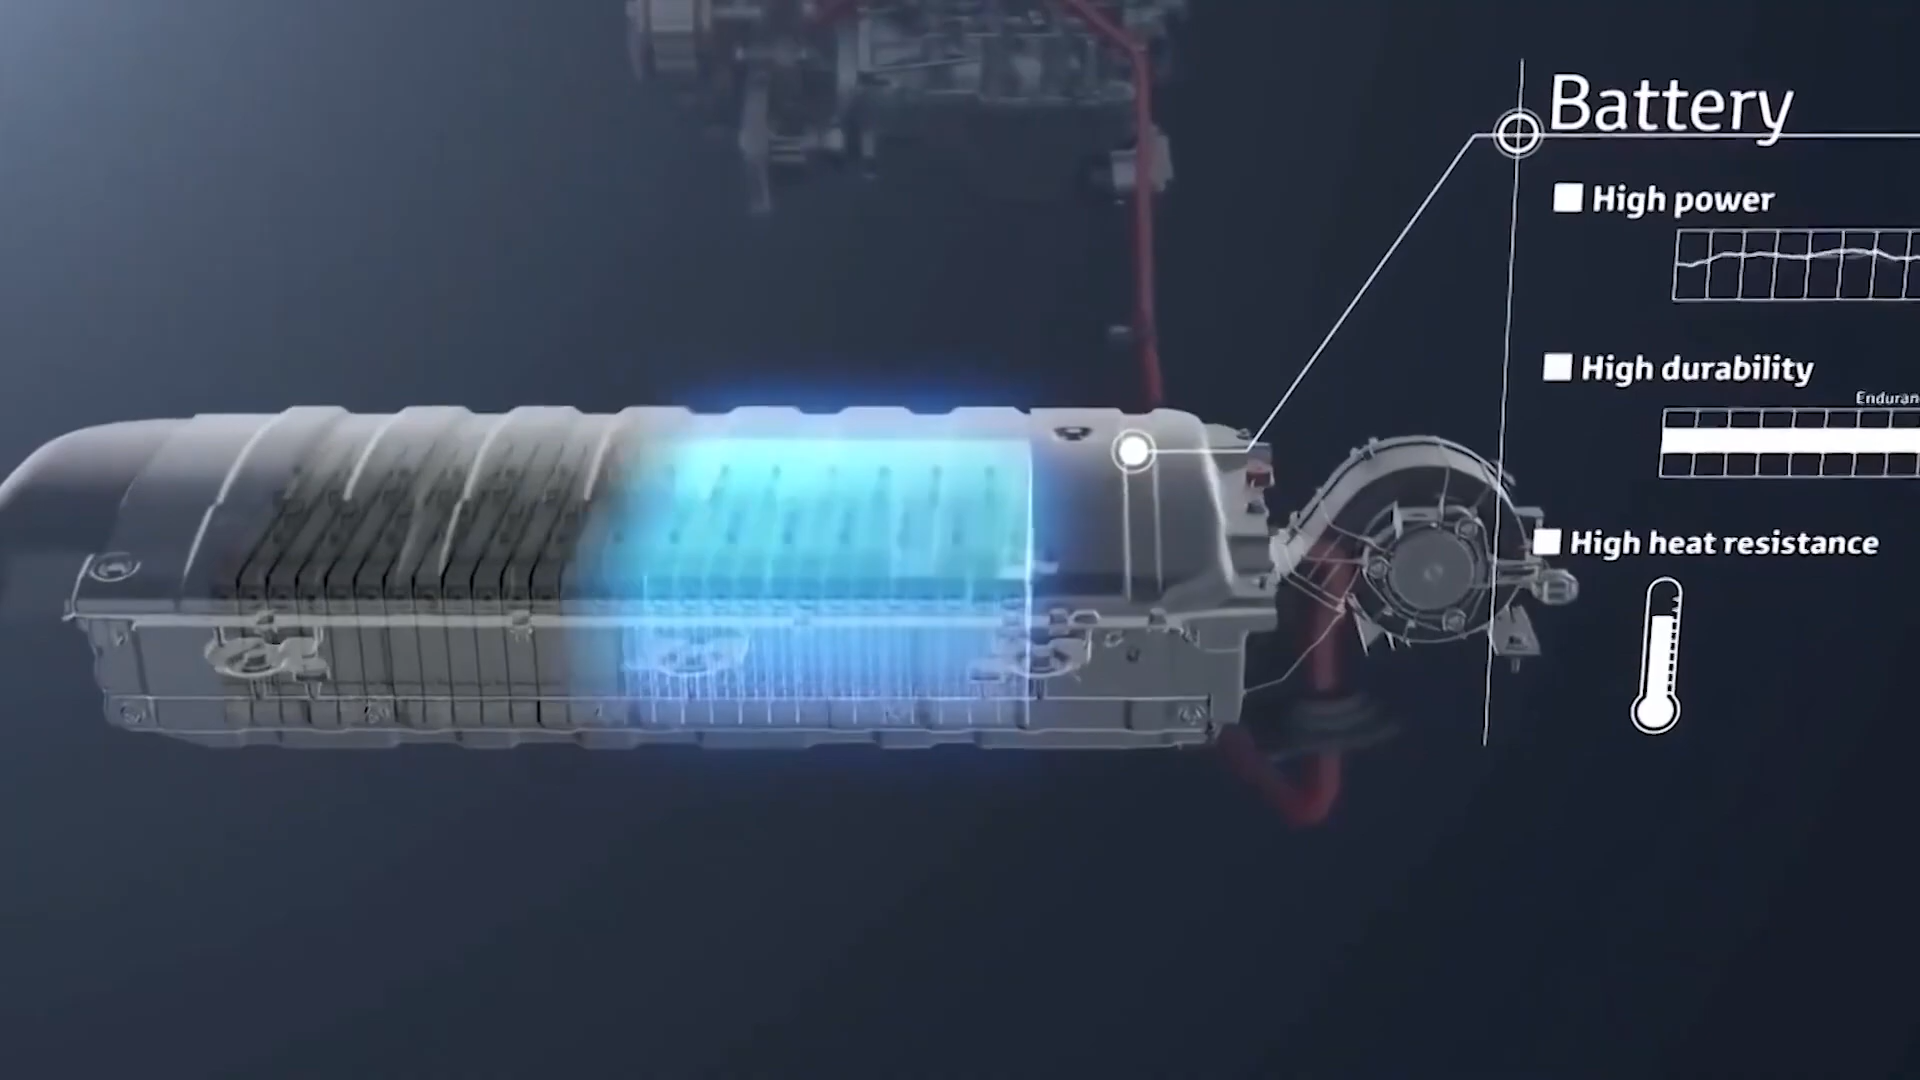 Battery
High power
High durability
High heat resistance